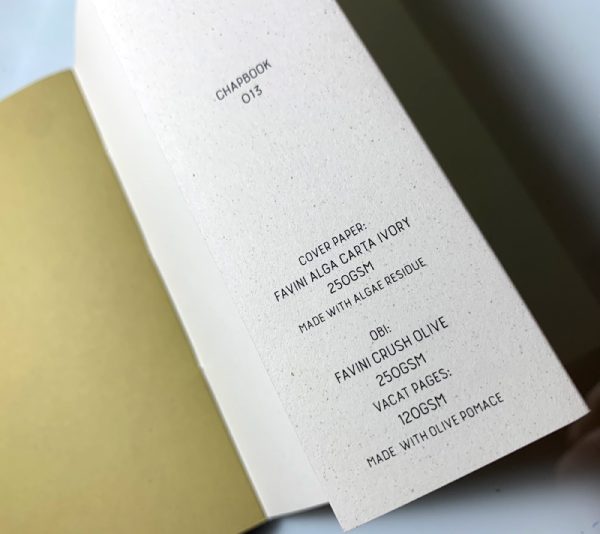 CHAPBOOK
013
COVER PAPER:
FAVINI ALGA CARTA IVORY
250GSM
MADE WITH ALGAE RESIDUE
OBI:
FAVINI CRUSH OLIVE
250GSM
VACAT PAGES:
120GSM
MADE WITH OLIVE POMACE